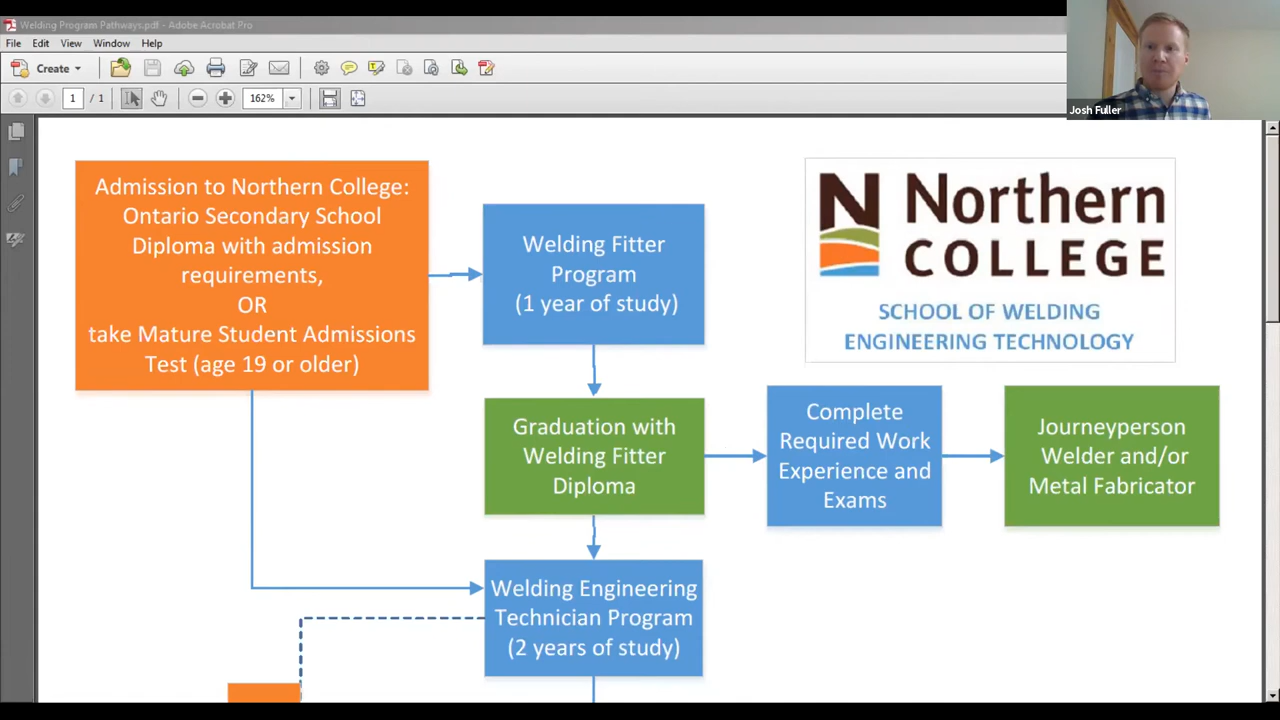 Welding Program Pathways.pdf - Adobe Acrobat Pro
File Edit View Window Help
Create
1 / 1 162%
Josh Fuller
Admission to Northern College:
Ontario Secondary School
Diploma with admission
requirements,
OR
take Mature Student Admissions
Test (age 19 or older)
Welding Fitter
Program
(1 year of study)
N Northern
COLLEGE
SCHOOL OF WELDING
ENGINEERING TECHNOLOGY
Graduation with
Welding Fitter
Diploma
Complete
Required Work
Experience and
Exams
Journeyperson
Welder and/or
Metal Fabricator
Welding Engineering
Technician Program
(2 years of study)